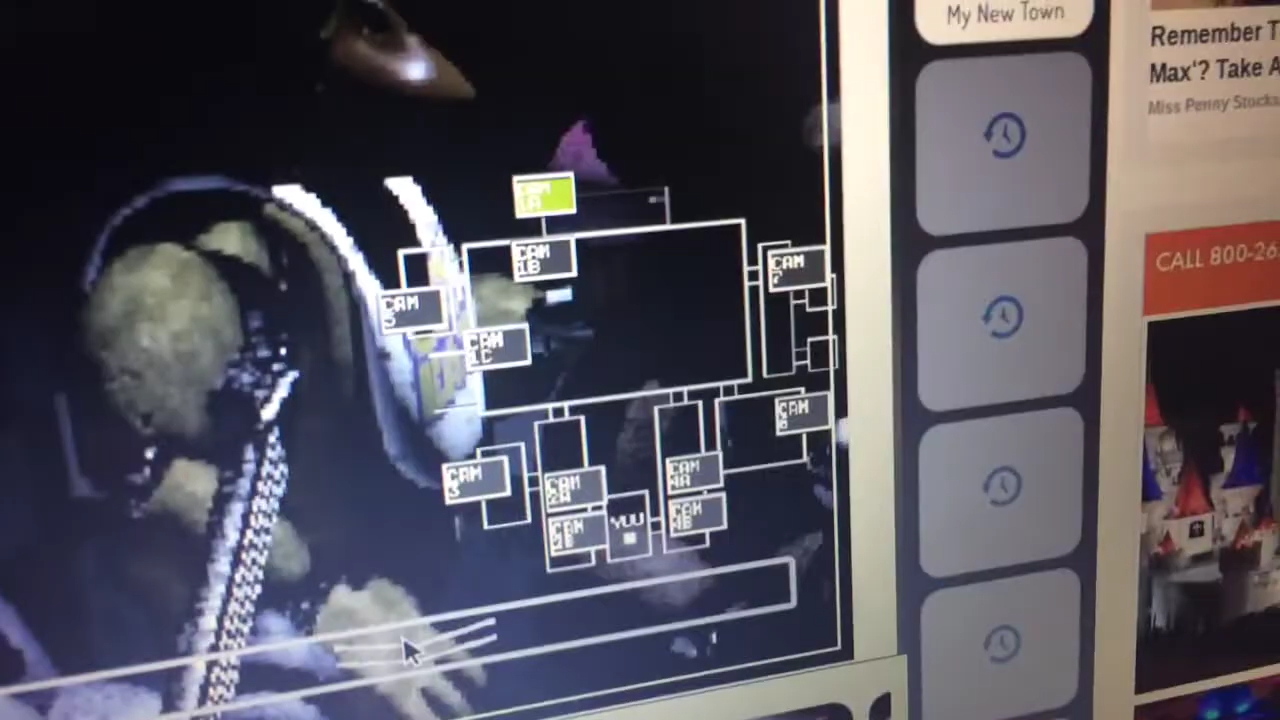 My New Town
Remember T
Max'? Take A
Miss Penny Stocks
CALL 800-26
CAM
1A
CAM
1B
CAM
7
CAM
5
CAM
1C
CAM
6
CAM
3
CAM
2A
CAM
4A
CAM
2B
YOU
CAM
4B